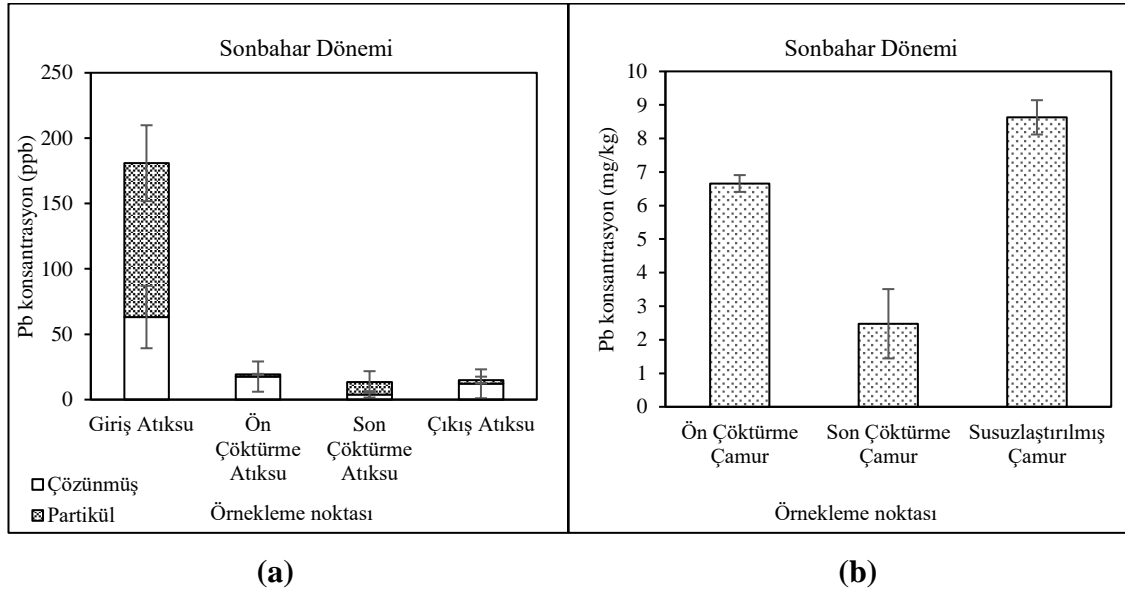 Sonbahar Dönemi
Pb konsantrasyon (ppb)
250
200
150
100
50
0
Giriş Atıksu
Ön
Çöktürme
Atıksu
Son
Çöktürme
Atıksu
Çıkış Atıksu
Çözünmüş
Partikül
Örnekleme noktası
(a)
Sonbahar Dönemi
Pb konsantrasyon (mg/kg)
10
9
8
7
6
5
4
3
2
1
0
Ön Çöktürme
Çamur
Son Çöktürme
Çamur
Susuzlaştırılmış
Çamur
Örnekleme noktası
(b)